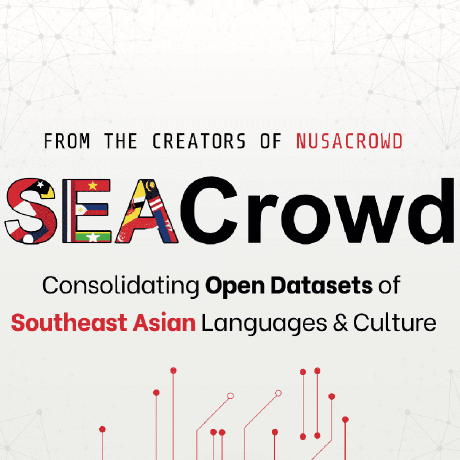 FROM THE CREATORS OF NUSACROWD
SEACrowd
Consolidating Open Datasets of
Southeast Asian Languages & Culture